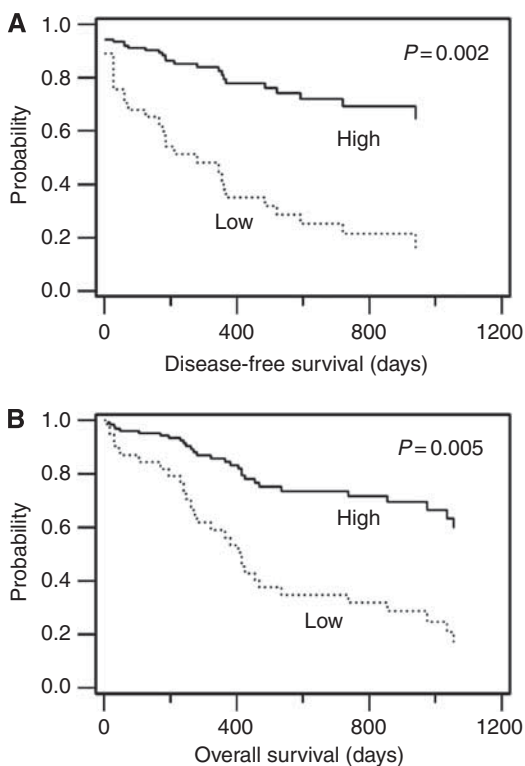 A
P=0.002
Probability
1.0
0.8
0.6
0.4
0.2
0.0
High
Low
0 400 800 1200
Disease-free survival (days)
B
P=0.005
Probability
1.0
0.8
0.6
0.4
0.2
0.0
High
Low
0 400 800 1200
Overall survival (days)